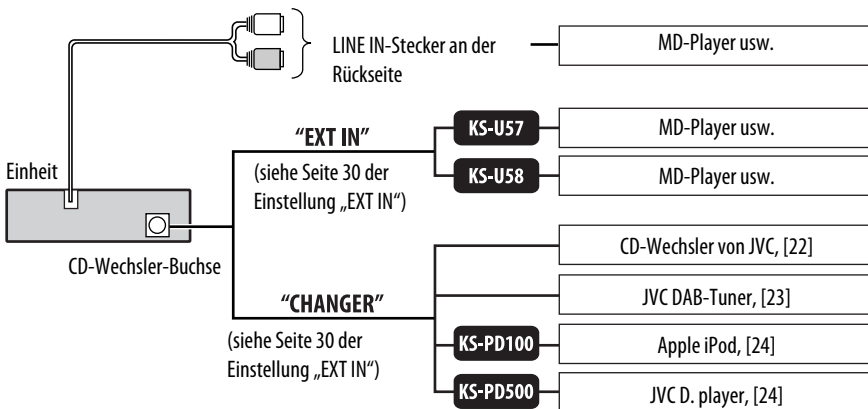 LINE IN-Stecker an der
Rückseite
MD-Player usw.
"EXT IN"
(siehe Seite 30 der
Einstellung „EXT IN“)
KS-U57
MD-Player usw.
KS-U58
MD-Player usw.
Einheit
CD-Wechsler-Buchse
"CHANGER"
(siehe Seite 30 der
Einstellung „EXT IN“)
CD-Wechsler von JVC, [22]
JVC DAB-Tuner, [23]
KS-PD100
Apple iPod, [24]
KS-PD500
JVC D. player, [24]